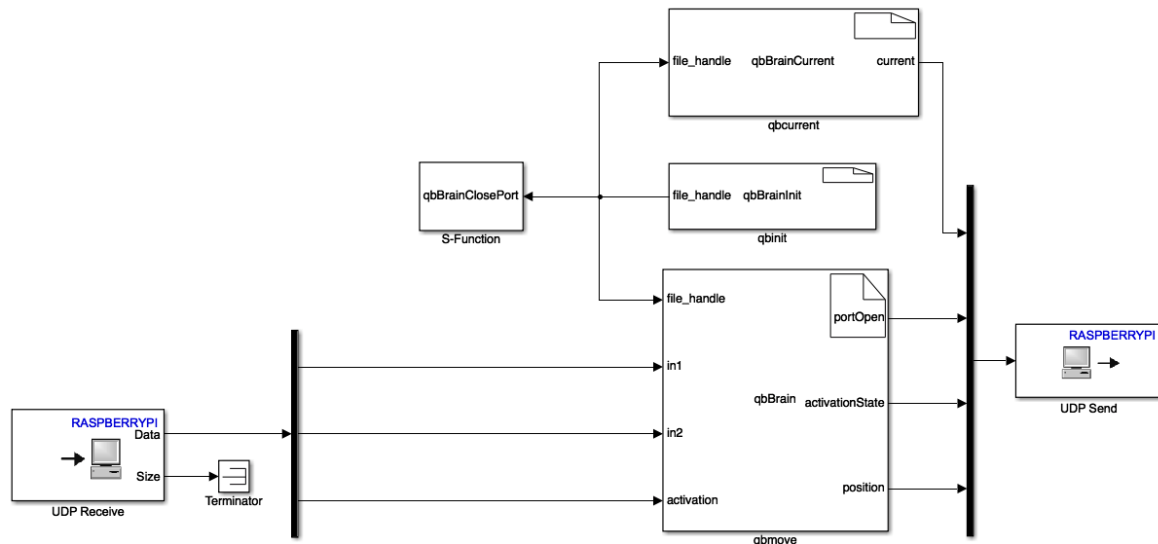 file_handle qbBrainCurrent current
qbcurrent
qbBrainClosePort
S-Function
file_handle qbBrainInit
qbinit
file_handle
portOpen
in1
in2
qbBrain activationState
activation
position
qbmove
RASPBERRYPI
Data
Size
UDP Receive
Terminator
RASPBERRYPI
UDP Send